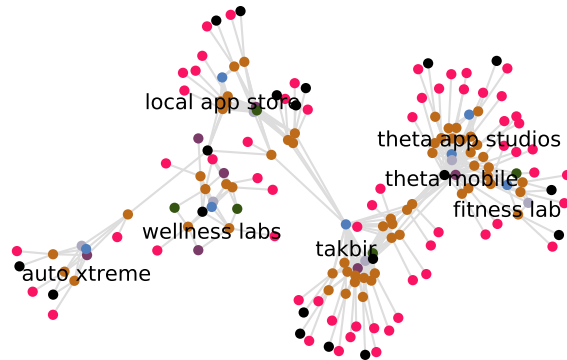 local app store
theta app studios
theta mobile
fitness lab
wellness labs
takbir
auto xtreme